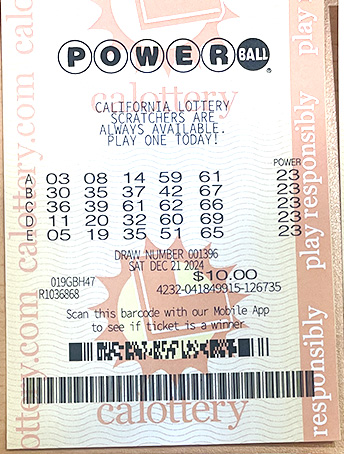 POWERBALL®
calottery
CALIFORNIA LOTTERY
SCRATCHERS ARE
ALWAYS AVAILABLE.
PLAY ONE TODAY!
POWER
A 03 08 14 59 61 23
B 30 35 37 42 67 23
C 36 39 61 62 66 23
D 11 20 32 60 69 23
E 05 19 35 51 65 23
DRAW NUMBER 001396
SAT DEC 21 2024
019GBH47 $10.00
R1036868 4232-041849915-126735
Scan this barcode with our Mobile App
to see if ticket is a winner
calottery
calottery.com
play responsibly